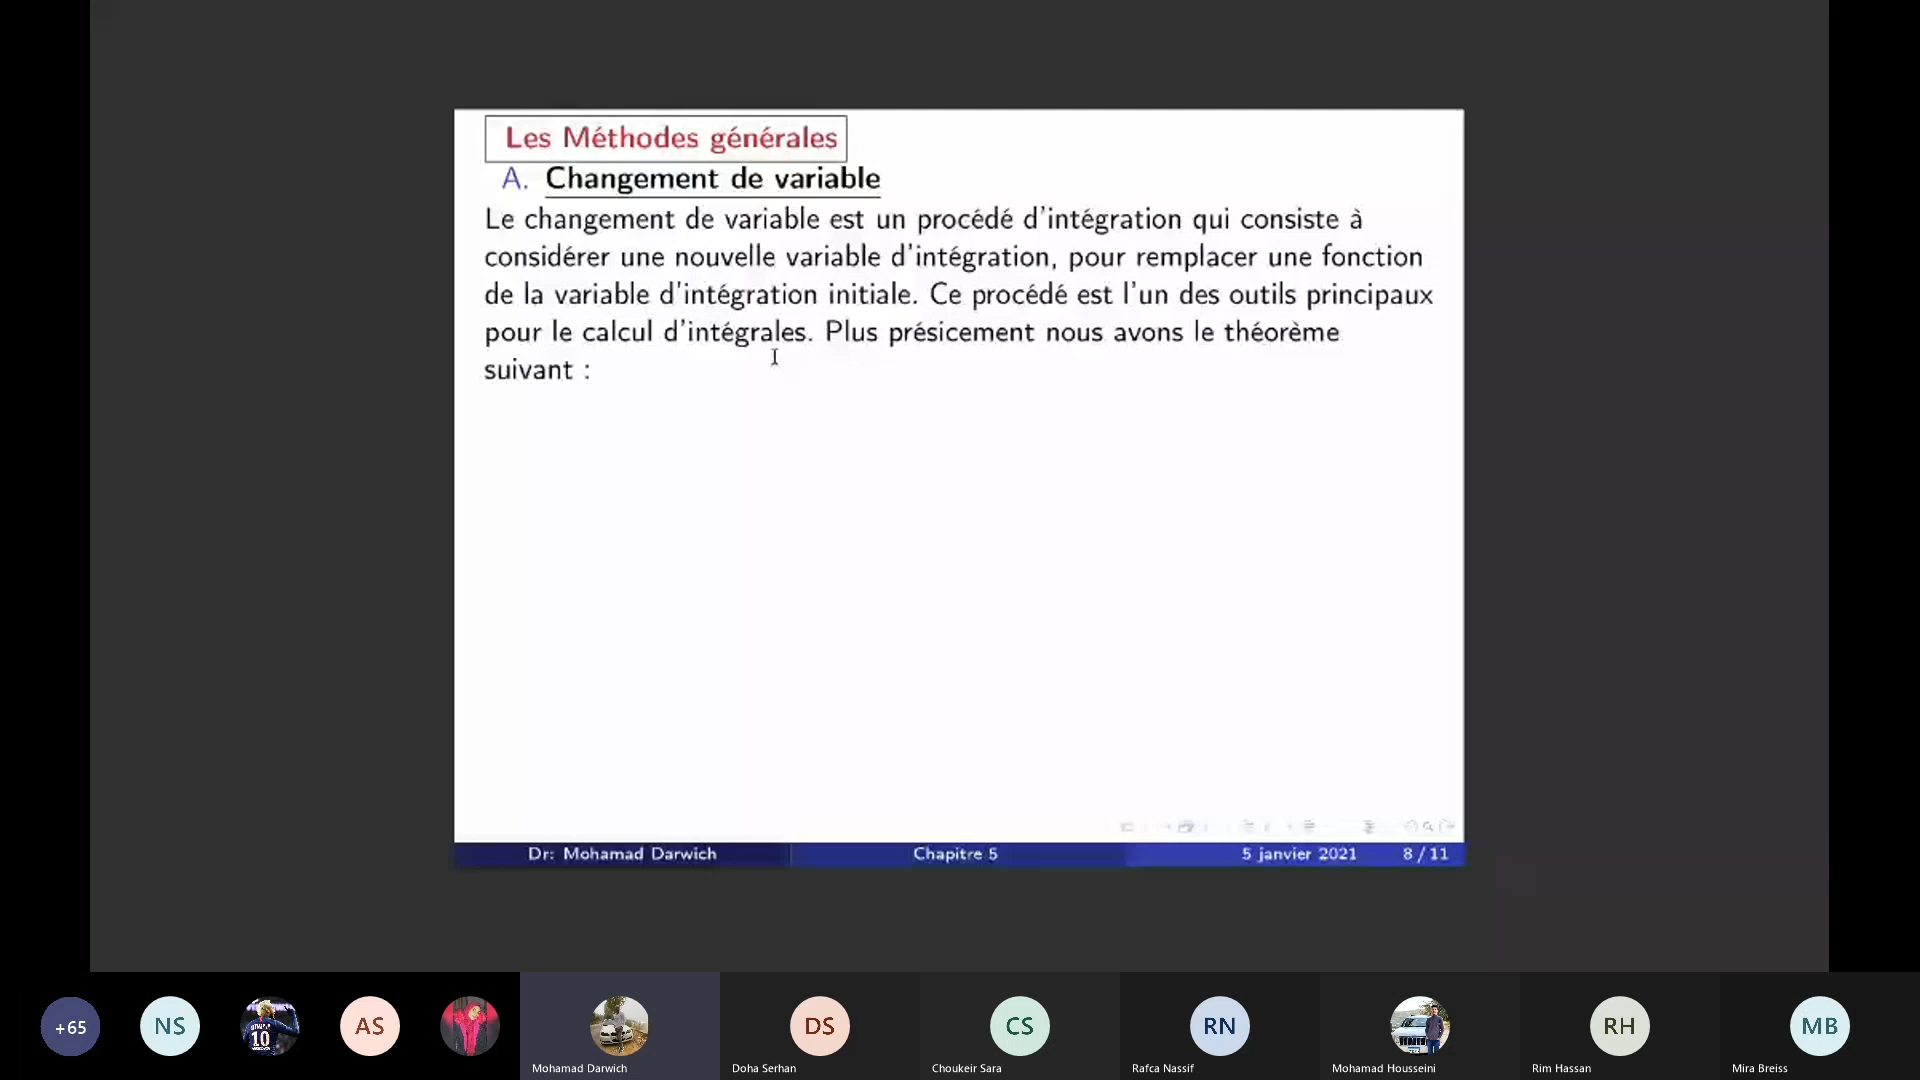 Les Méthodes générales
A. Changement de variable
Le changement de variable est un procédé d'intégration qui consiste à
considérer une nouvelle variable d'intégration, pour remplacer une fonction
de la variable d'intégration initiale. Ce procédé est l'un des outils principaux
pour le calcul d'intégrales. Plus présicement nous avons le théorème
suivant :
Dr: Mohamad Darwich Chapitre 5 5 janvier 2021 8 / 11
+65 NS 10 AS DS CS RN RH MB
Mohamad Darwich Doha Serhan Choukeir Sara Rafca Nassif Mohamad Housseini Rim Hassan Mira Breiss